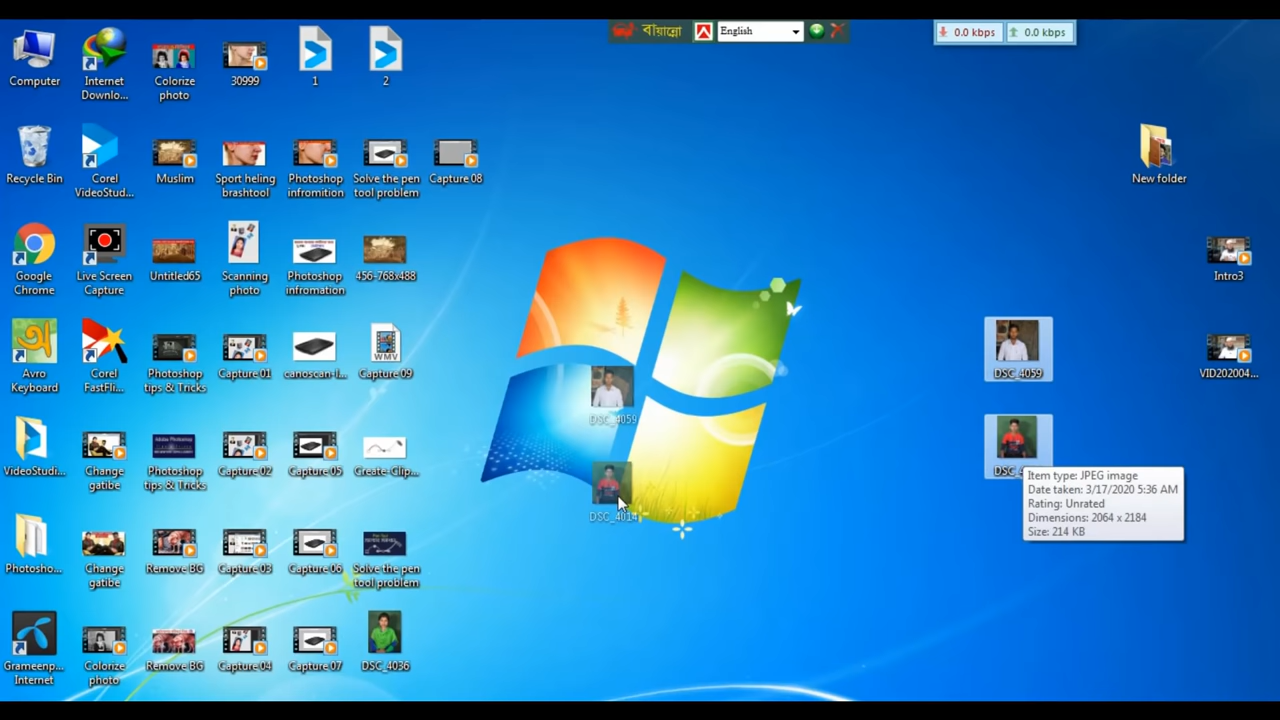 বায়ান্নো
English
0.0 kbps
0.0 kbps
Computer
Internet
Downlo...
Colorize
photo
30999
1
2
Recycle Bin
Corel
VideoStud...
Muslim
Sport heling
brashtool
Photoshop
infromition
Solve the pen
tool problem
Capture 08
New folder
Google
Chrome
Live Screen
Capture
Untitled65
Scanning
photo
Photoshop
infromation
456-768x488
Intro3
Avro
Keyboard
Corel
FastFli...
Photoshop
tips & Tricks
Capture 01
canoscan-l...
WMV
Capture 09
DSC_4059
DSC_4059
VID202004...
VideoStudi...
Change
gatibe
Photoshop
tips & Tricks
Capture 02
Capture 05
Create-Clip...
DSC_4014
Item type: JPEG image
Date taken: 3/17/2020 5:36 AM
Rating: Unrated
Dimensions: 2064 x 2184
Size: 214 KB
Photosho...
Change
gatibe
Remove BG
Capture 03
Capture 06
Solve the pen
tool problem
Grameenp...
Internet
Colorize
photo
Remove BG
Capture 04
Capture 07
DSC_4036